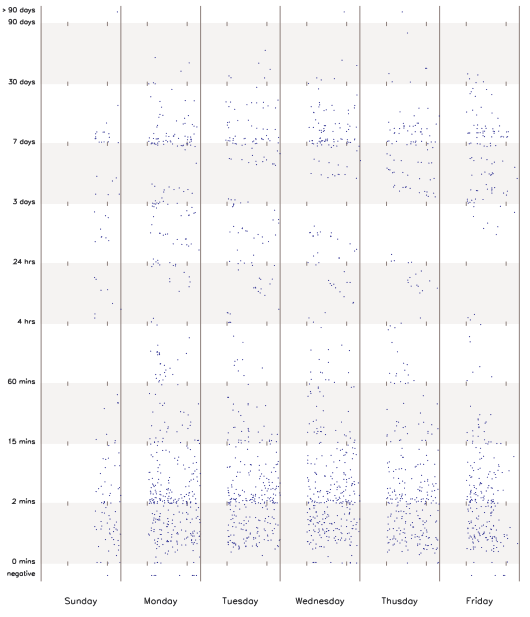 > 90 days
90 days
30 days
7 days
3 days
24 hrs
4 hrs
60 mins
15 mins
2 mins
0 mins
negative
Sunday Monday Tuesday Wednesday Thusday Friday